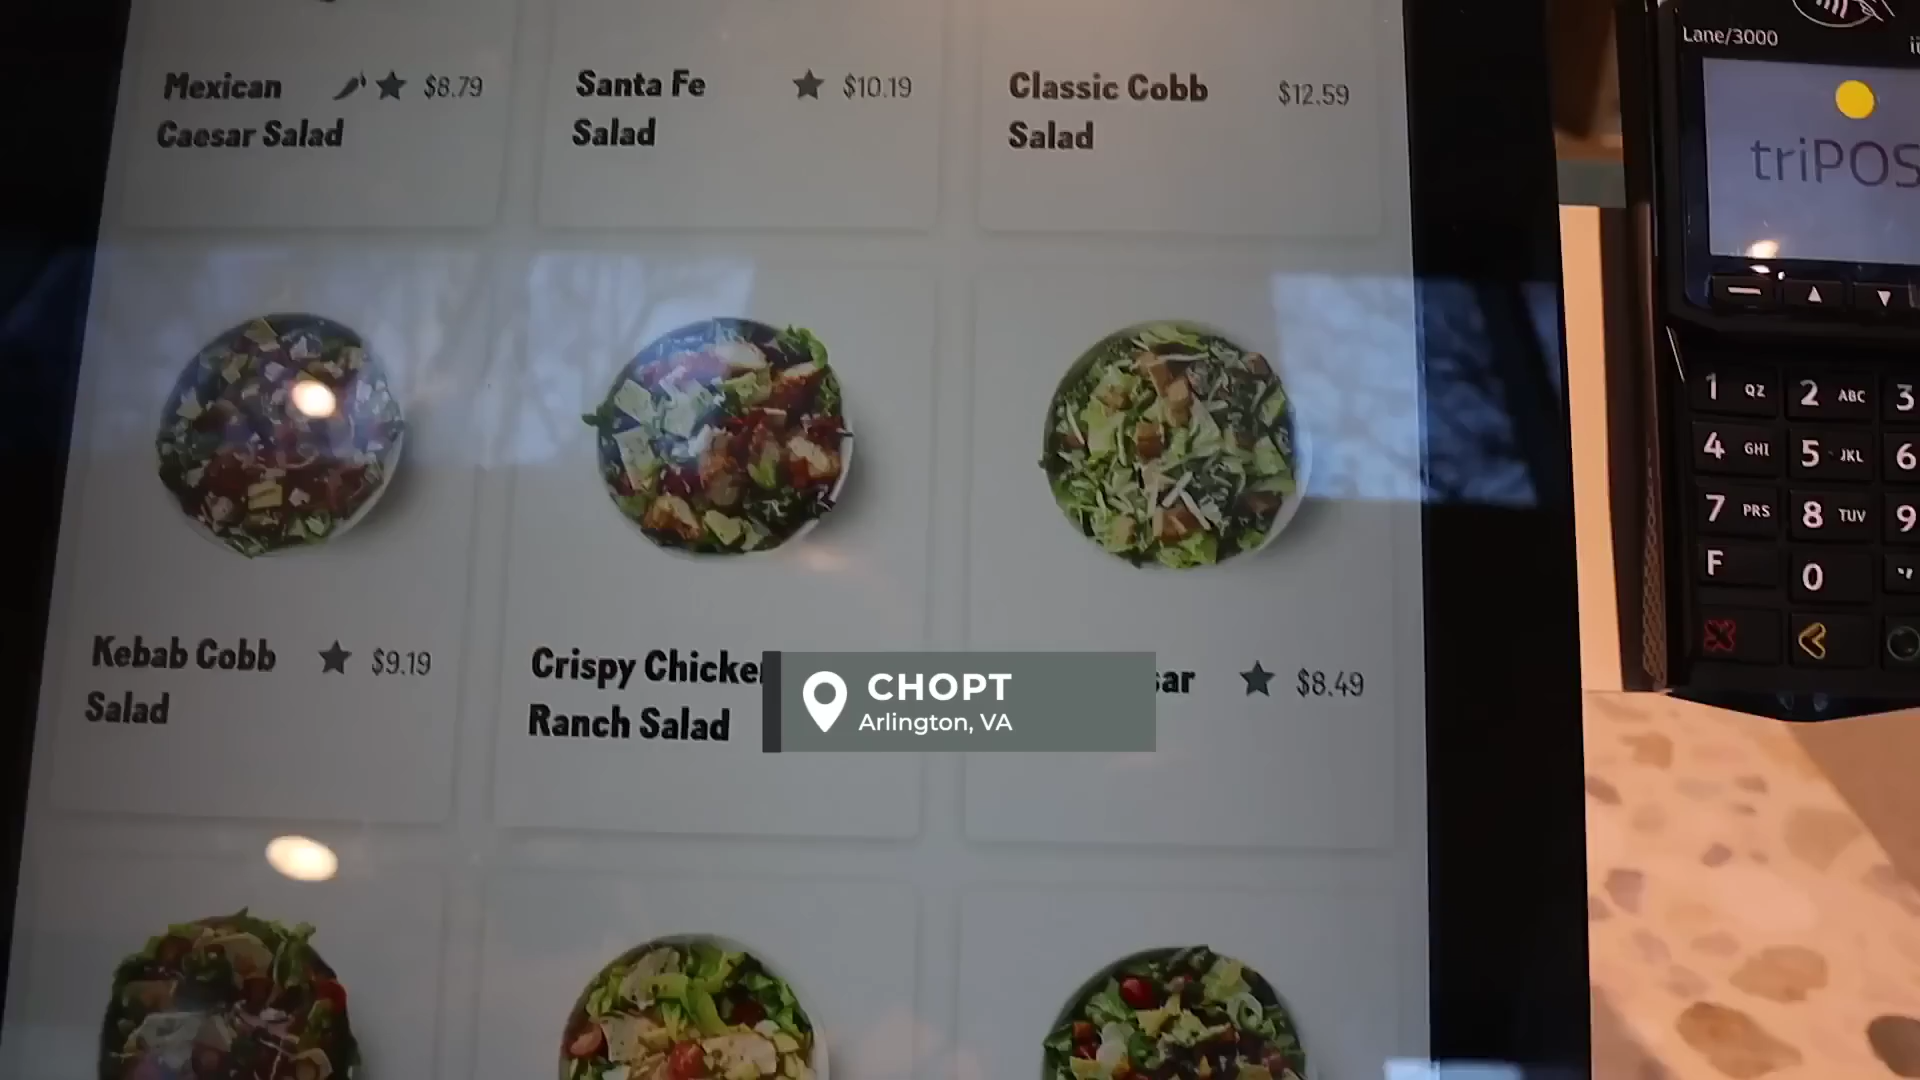 Mexican $8.79
Caesar Salad
Santa Fe $10.19
Salad
Classic Cobb $12.59
Salad
Kebab Cobb $9.19
Salad
Crispy Chicke
Ranch Salad
$8.49
CHOPT
Arlington, VA
Lane/3000
triPOS
1 QZ 2 ABC 3
4 GHI 5 JKL 6
7 PRS 8 TUV 9
F 0